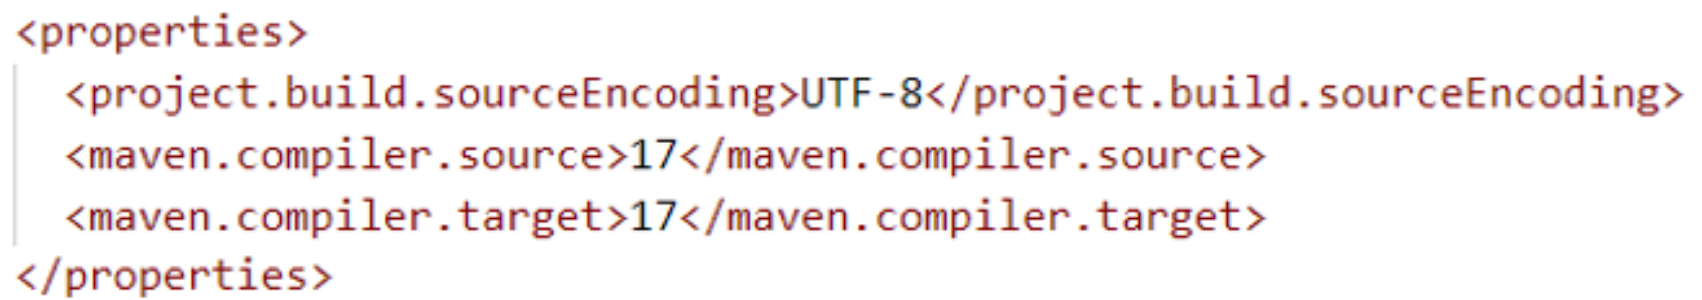 <properties>
<project.build.sourceEncoding>UTF-8</project.build.sourceEncoding>
<maven.compiler.source>17</maven.compiler.source>
<maven.compiler.target>17</maven.compiler.target>
</properties>